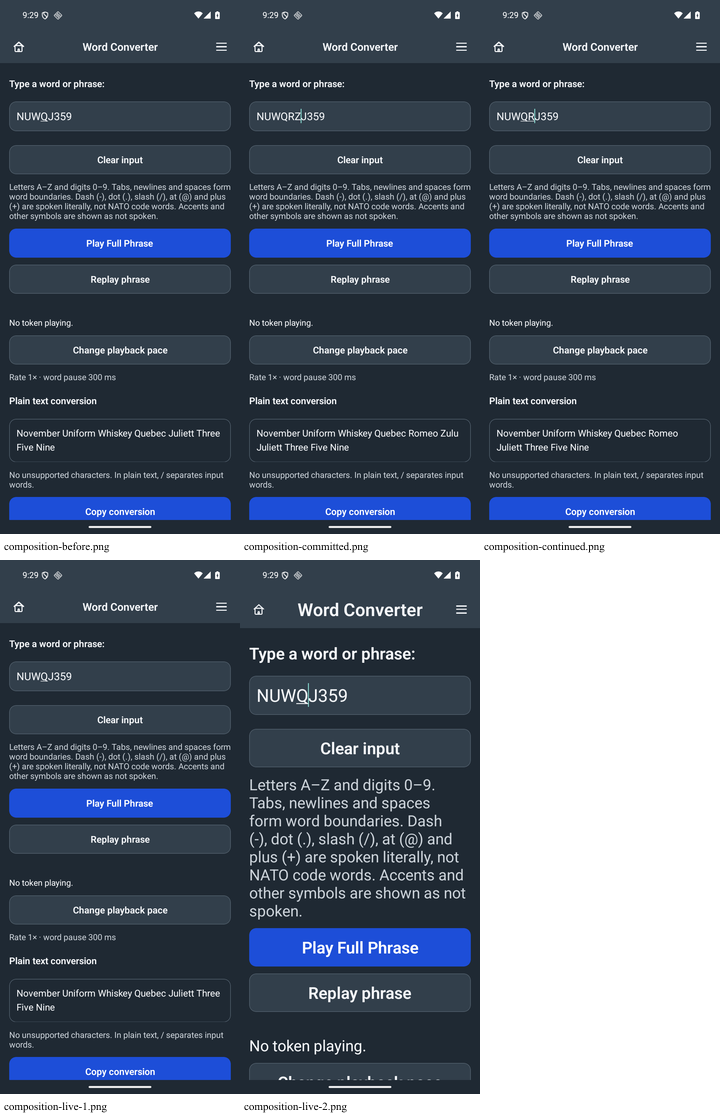 9:29
Word Converter
Type a word or phrase:
NUWQJ359
Clear input
Letters A–Z and digits 0–9. Tabs, newlines and spaces form
word boundaries. Dash (-), dot (.), slash (/), at (@) and plus
(+) are spoken literally, not NATO code words. Accents and
other symbols are shown as not spoken.
Play Full Phrase
Replay phrase
No token playing.
Change playback pace
Rate 1× · word pause 300 ms
Plain text conversion
November Uniform Whiskey Quebec Juliett Three
Five Nine
No unsupported characters. In plain text, / separates input
words.
Copy conversion
composition-before.png
9:29
Word Converter
Type a word or phrase:
NUWQRZJ359
Clear input
Letters A–Z and digits 0–9. Tabs, newlines and spaces form
word boundaries. Dash (-), dot (.), slash (/), at (@) and plus
(+) are spoken literally, not NATO code words. Accents and
other symbols are shown as not spoken.
Play Full Phrase
Replay phrase
No token playing.
Change playback pace
Rate 1× · word pause 300 ms
Plain text conversion
November Uniform Whiskey Quebec Romeo Zulu
Juliett Three Five Nine
No unsupported characters. In plain text, / separates input
words.
Copy conversion
composition-committed.png
9:29
Word Converter
Type a word or phrase:
NUWQRJ359
Clear input
Letters A–Z and digits 0–9. Tabs, newlines and spaces form
word boundaries. Dash (-), dot (.), slash (/), at (@) and plus
(+) are spoken literally, not NATO code words. Accents and
other symbols are shown as not spoken.
Play Full Phrase
Replay phrase
No token playing.
Change playback pace
Rate 1× · word pause 300 ms
Plain text conversion
November Uniform Whiskey Quebec Romeo
Juliett Three Five Nine
No unsupported characters. In plain text, / separates input
words.
Copy conversion
composition-continued.png
9:29
Word Converter
Type a word or phrase:
NUWQJ359
Clear input
Letters A–Z and digits 0–9. Tabs, newlines and spaces form
word boundaries. Dash (-), dot (.), slash (/), at (@) and plus
(+) are spoken literally, not NATO code words. Accents and
other symbols are shown as not spoken.
Play Full Phrase
Replay phrase
No token playing.
Change playback pace
Rate 1× · word pause 300 ms
Plain text conversion
November Uniform Whiskey Quebec Juliett Three
Five Nine
No unsupported characters. In plain text, / separates input
words.
Copy conversion
composition-live-1.png
9:29
Word Converter
Type a word or phrase:
NUWQJ359
Clear input
Letters A–Z and digits 0–9.
Tabs, newlines and spaces
form word boundaries. Dash
(-), dot (.), slash (/), at (@) and
plus (+) are spoken literally, not
NATO code words. Accents and
other symbols are shown as not
spoken.
Play Full Phrase
Replay phrase
No token playing.
Change playback pace
composition-live-2.png